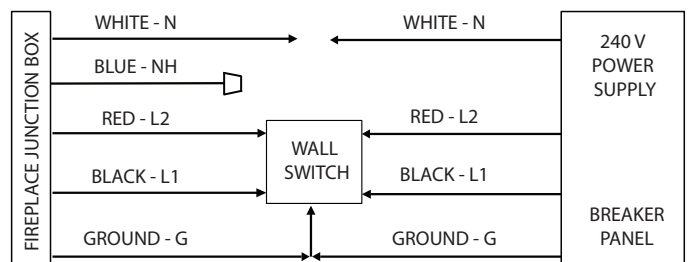 FIREPLACE JUNCTION BOX
WHITE - N
WHITE - N
BLUE - NH
RED - L2
RED - L2
BLACK - L1
BLACK - L1
GROUND - G
GROUND - G
WALL
SWITCH
240 V
POWER
SUPPLY
BREAKER
PANEL